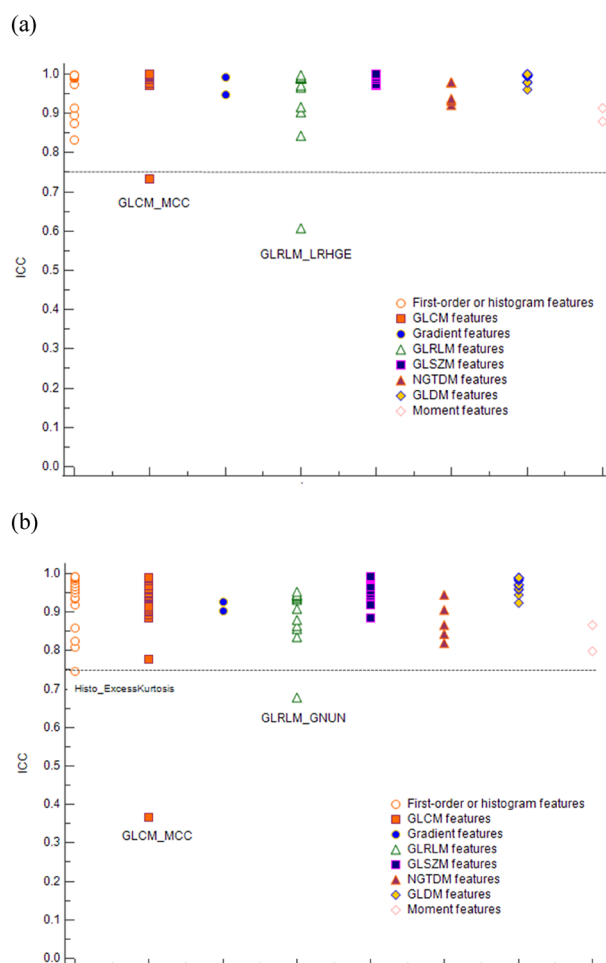 (a)
1.0
0.9
0.8
0.7
GLCM_MCC
0.6
GLRLM_LRHGE
ICC
0.5
First-order or histogram features
0.4
GLCM features
Gradient features
0.3
GLRLM features
GLSZM features
0.2
NGTDM features
GLDM features
0.1
Moment features
0.0
(b)
1.0
0.9
0.8
0.7
Histo_ExcessKurtosis
GLRLM_GNUN
0.6
ICC
0.5
0.4
First-order or histogram features
GLCM_MCC
GLCM features
0.3
Gradient features
GLRLM features
GLSZM features
0.2
NGTDM features
GLDM features
0.1
Moment features
0.0